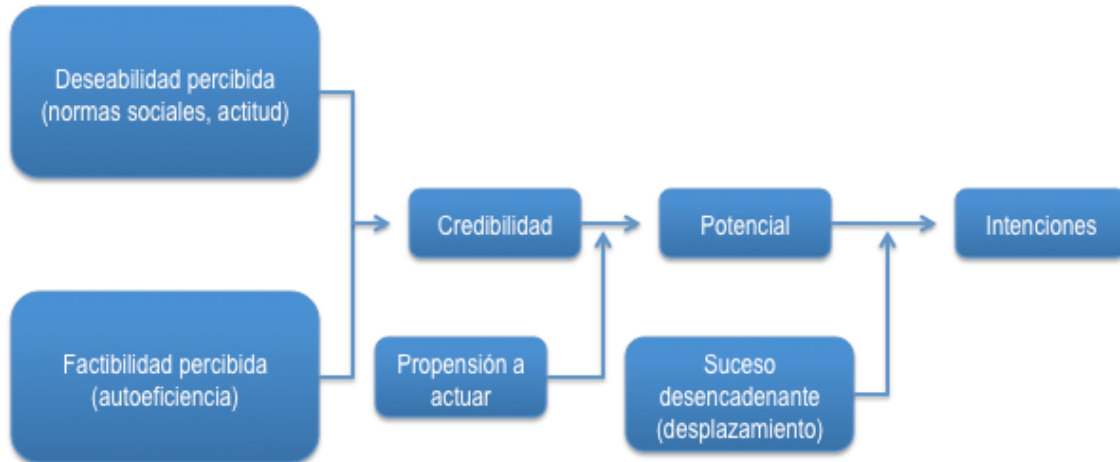 Deseabilidad percibida
(normas sociales, actitud)
Credibilidad
Potencial
Intenciones
Factibilidad percibida
(autoeficiencia)
Propensión a
actuar
Suceso
desencadenante
(desplazamiento)